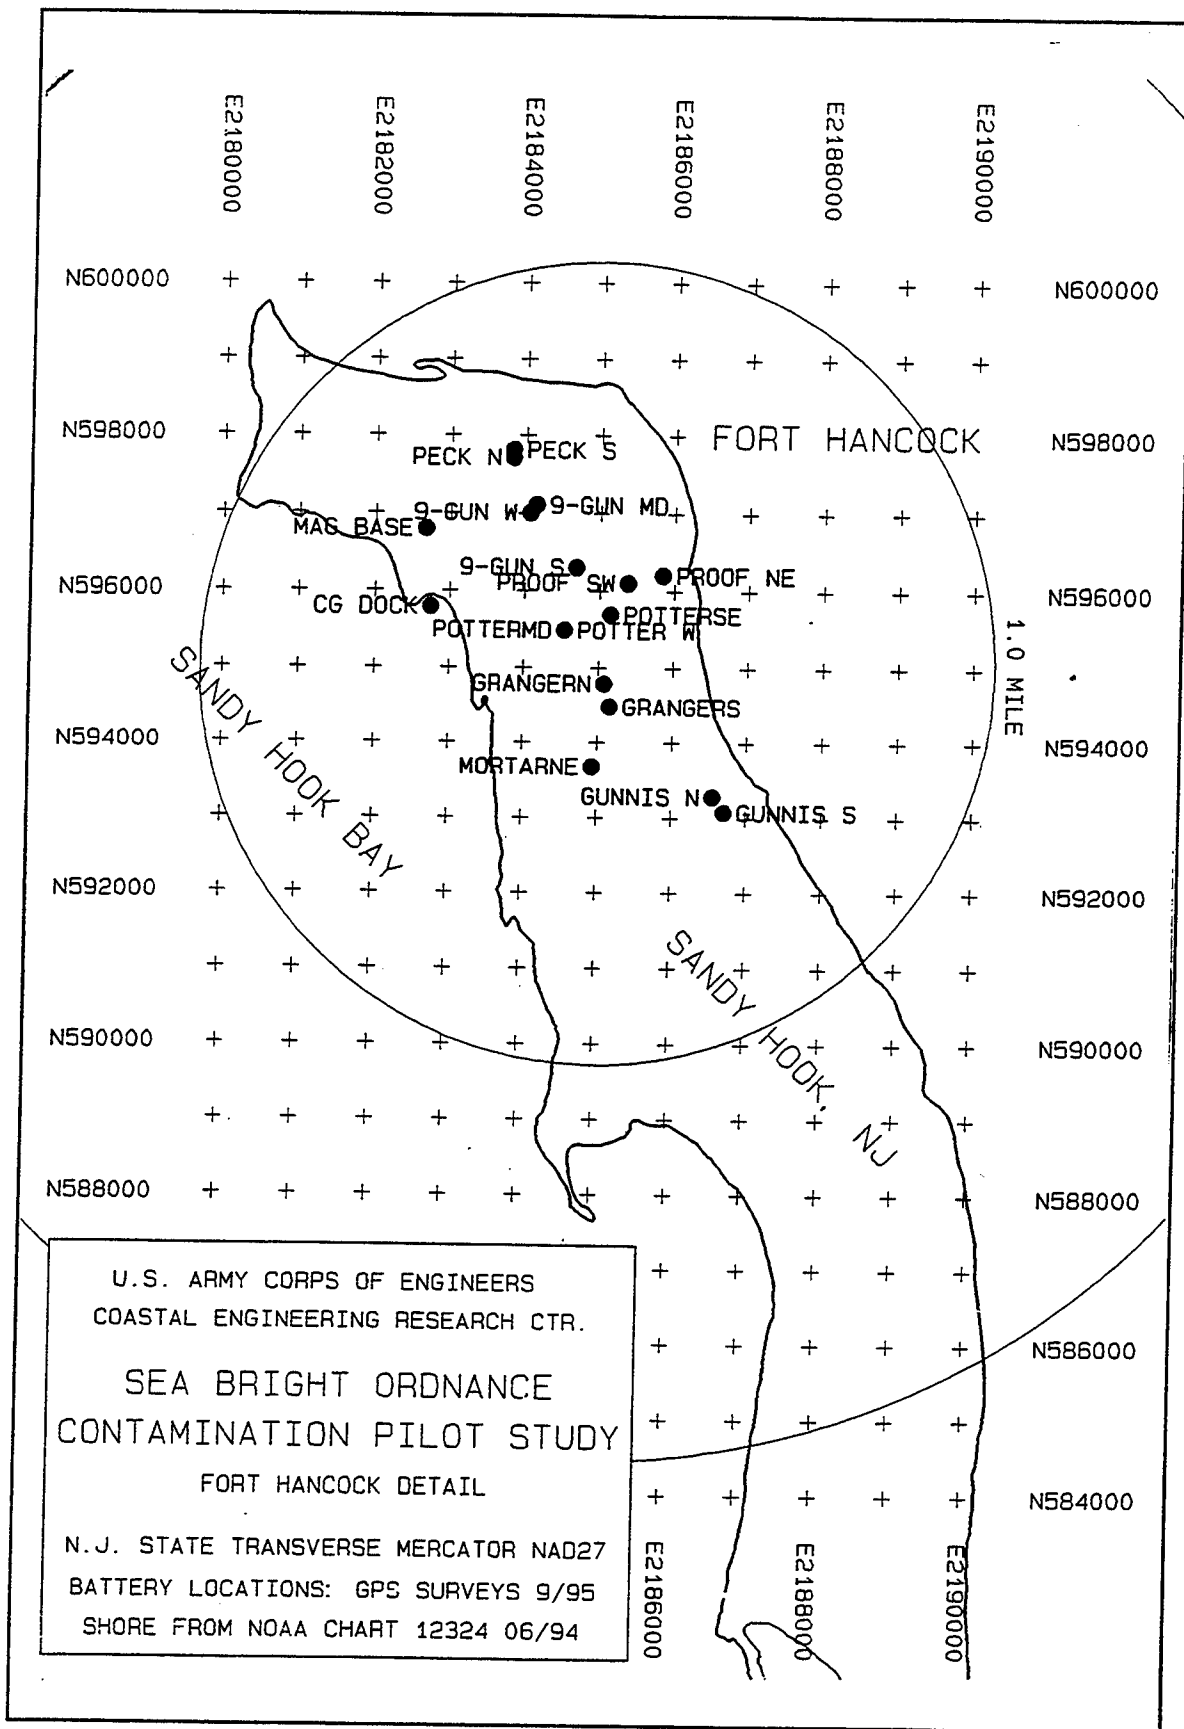 E2180000
E2182000
E2184000
E2186000
E2188000
E2190000
N600000
N600000
N598000
FORT HANCOCK
N598000
PECK N
PECK S
9-GUN W
9-GUN MD
MAG BASE
9-GUN S
PROOF SW
PROOF NE
N596000
N596000
CG DOCK
POTTERSE
POTTERMD
POTTER W
1.0 MILE
GRANGERN
GRANGERS
SANDY HOOK BAY
N594000
N594000
MORTARNE
GUNNIS N
GUNNIS S
N592000
N592000
SANDY HOOK, NJ
N590000
N590000
N588000
N588000
N586000
N584000
E2186000
E2188000
E2190000
U.S. ARMY CORPS OF ENGINEERS
COASTAL ENGINEERING RESEARCH CTR.
SEA BRIGHT ORDNANCE
CONTAMINATION PILOT STUDY
FORT HANCOCK DETAIL
N.J. STATE TRANSVERSE MERCATOR NAD27
BATTERY LOCATIONS: GPS SURVEYS 9/95
SHORE FROM NOAA CHART 12324 06/94